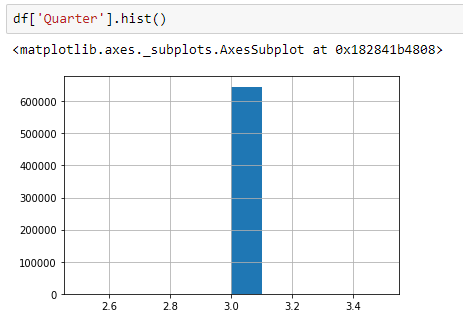 df['Quarter'].hist()
<matplotlib.axes._subplots.AxesSubplot at 0x182841b4808>
600000
500000
400000
300000
200000
100000
0
2.6 2.8 3.0 3.2 3.4